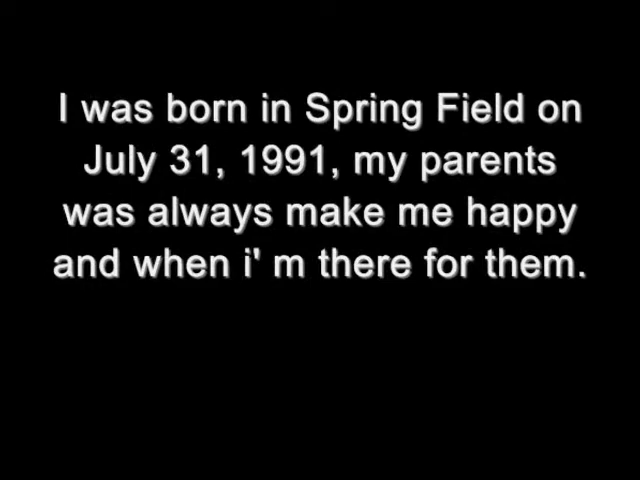 I was born in Spring Field on
July 31, 1991, my parents
was always make me happy
and when i' m there for them.